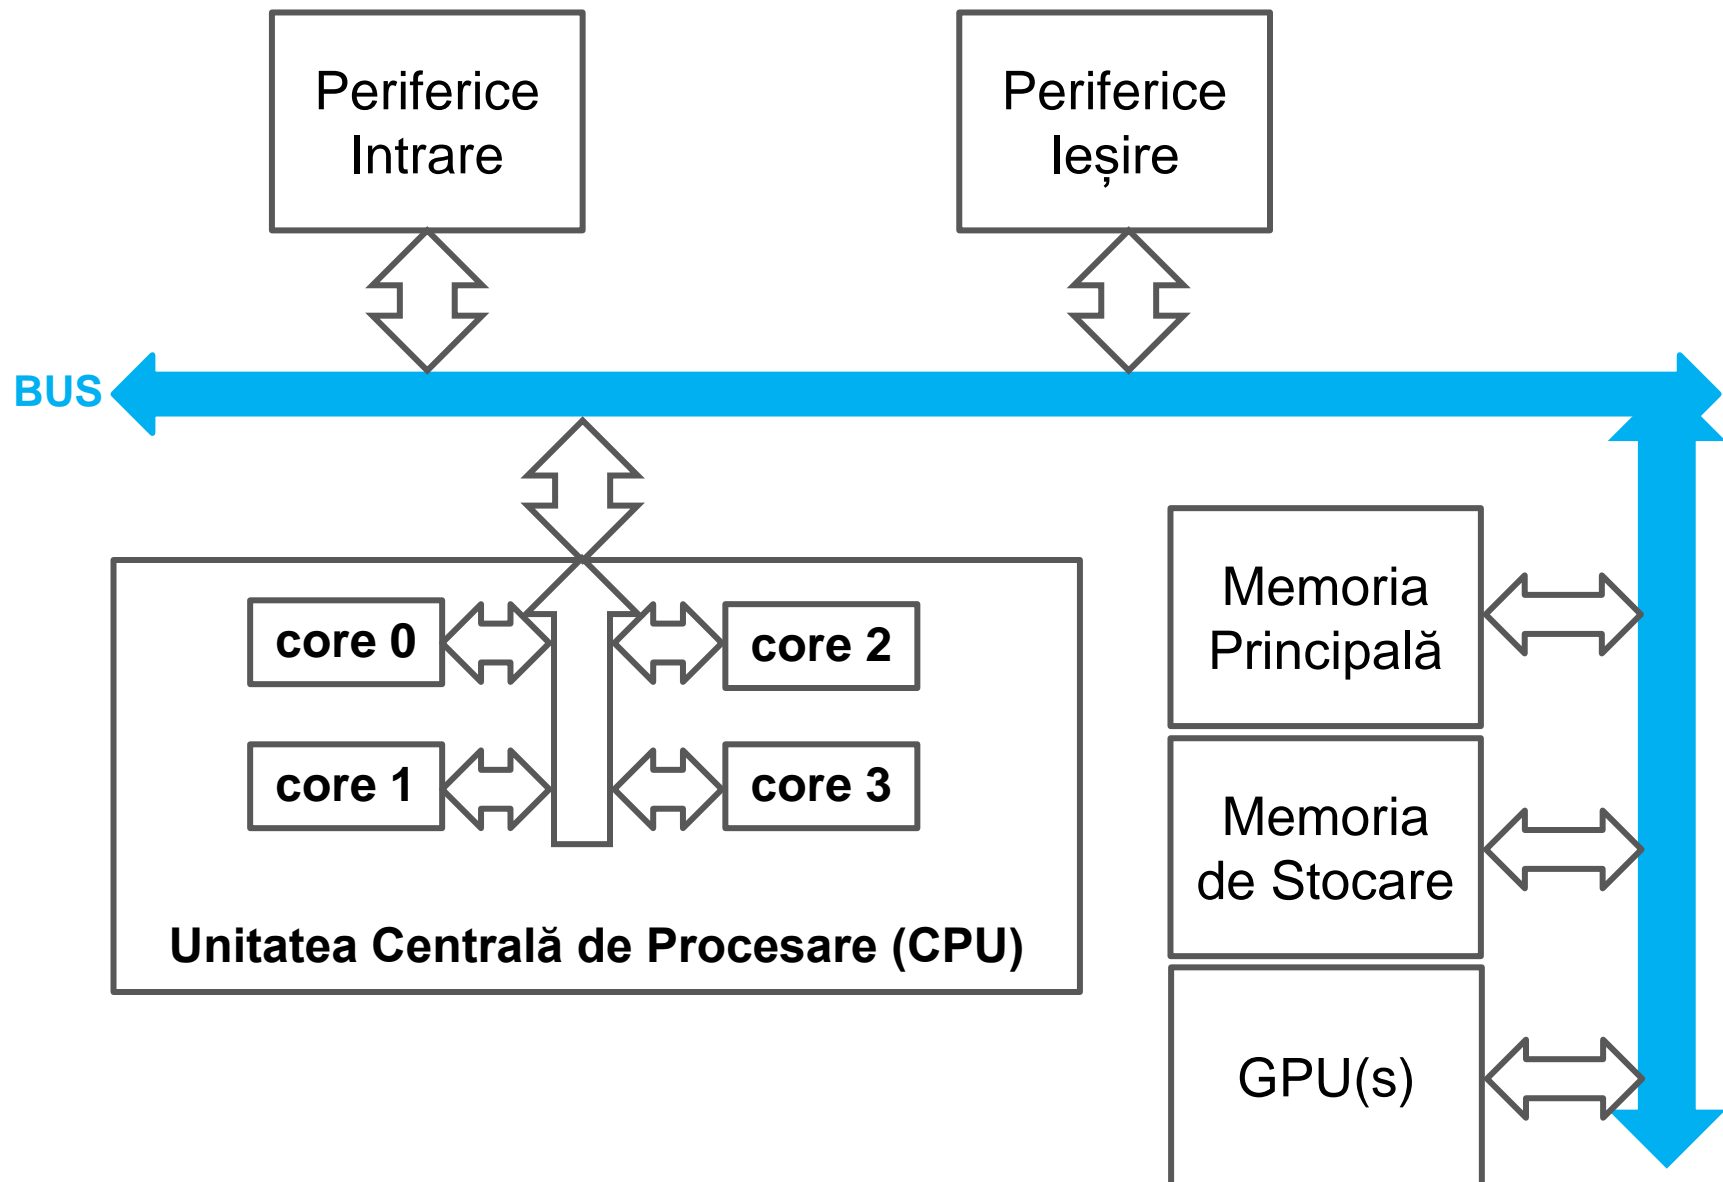 Periferice
Intrare
Periferice
Ieșire
BUS
core 0
core 2
core 1
core 3
Unitatea Centrală de Procesare (CPU)
Memoria
Principală
Memoria
de Stocare
GPU(s)